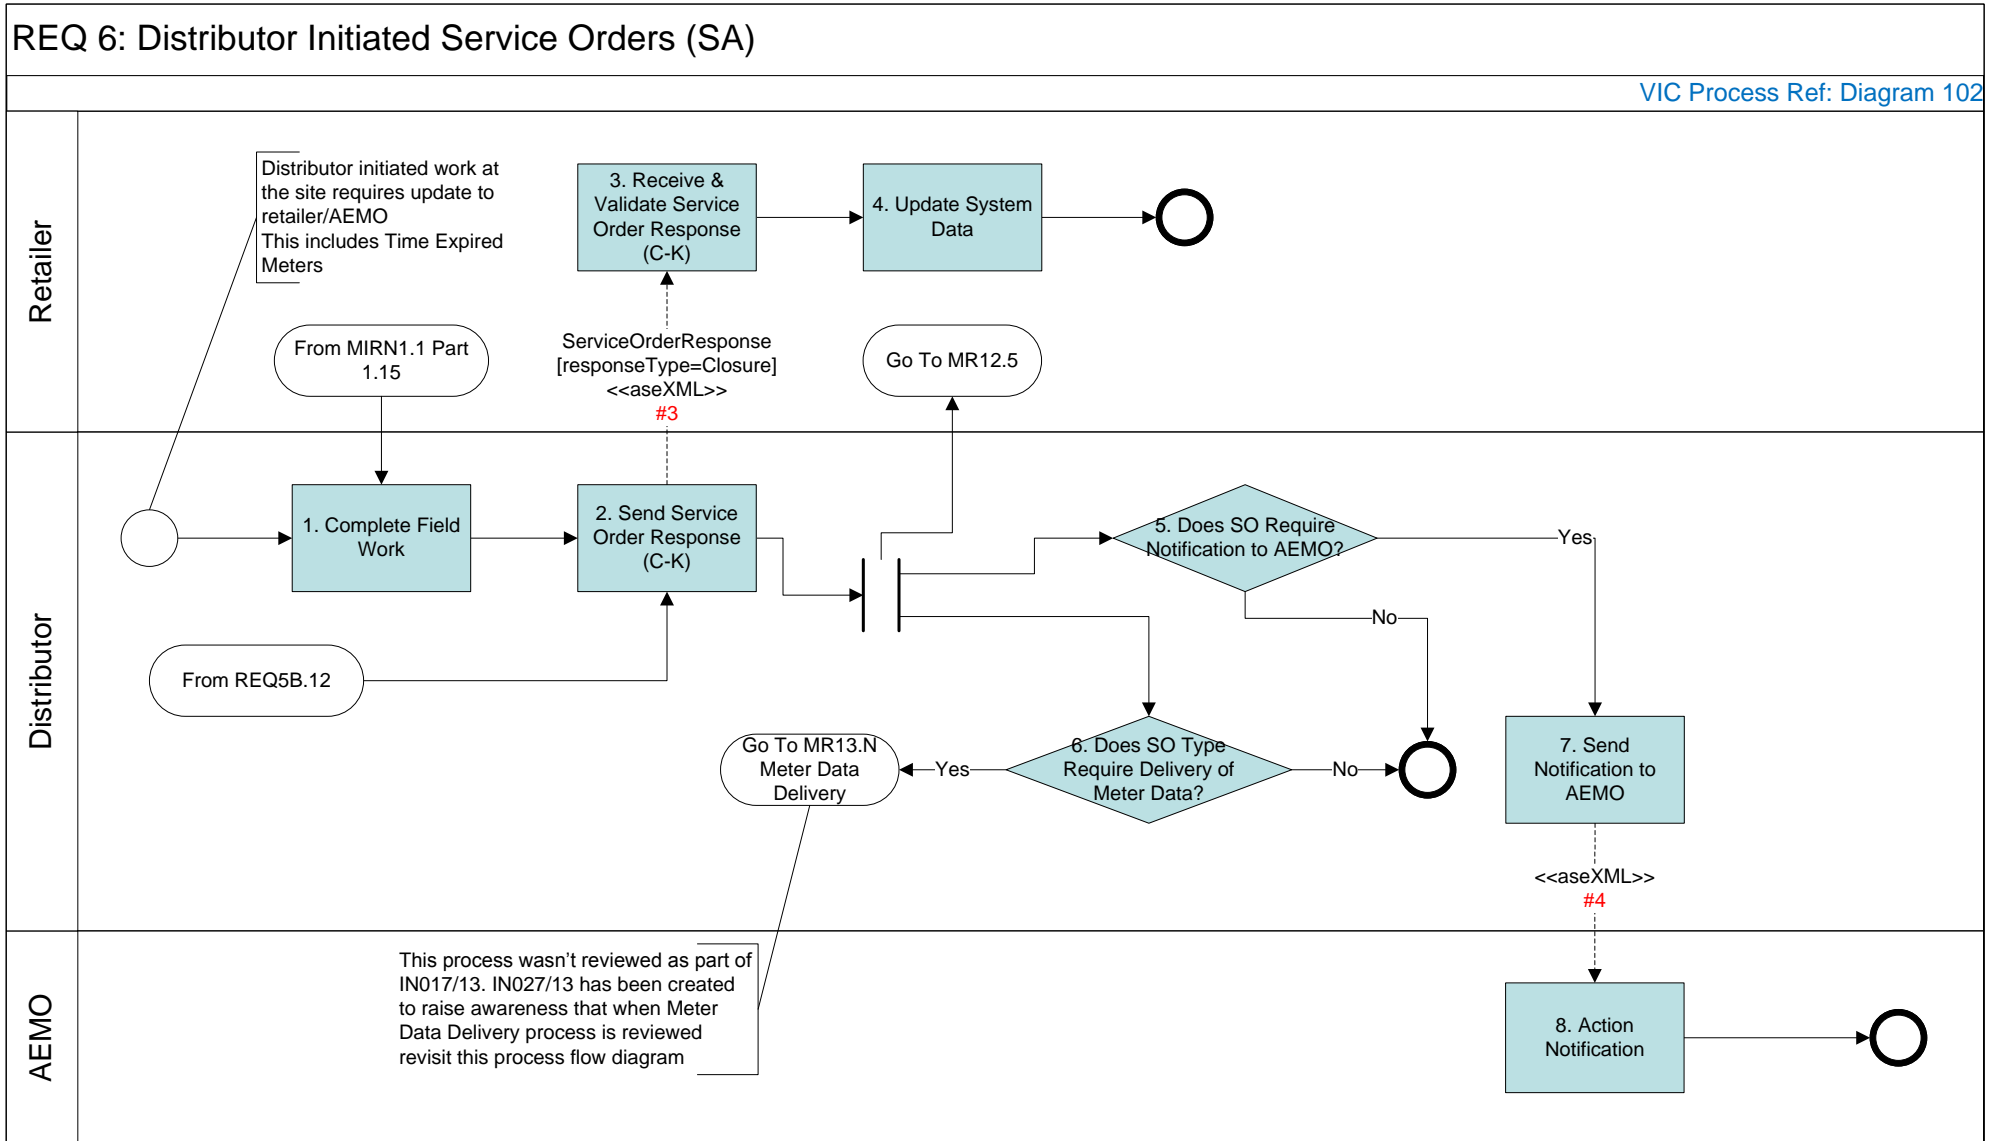 REQ 6: Distributor Initiated Service Orders (SA)
VIC Process Ref: Diagram 102
Retailer
Distributor initiated work at
the site requires update to
retailer/AEMO
This includes Time Expired
Meters
3. Receive &
Validate Service
Order Response
(C-K)
4. Update System
Data
From MIRN1.1 Part
1.15
ServiceOrderResponse
[responseType=Closure]
<<aseXML>>
#3
Go To MR12.5
Distributor
1. Complete Field
Work
2. Send Service
Order Response
(C-K)
5. Does SO Require
Notification to AEMO?
Yes
No
From REQ5B.12
Go To MR13.N
Meter Data
Delivery
Yes
6. Does SO Type
Require Delivery of
Meter Data?
No
7. Send
Notification to
AEMO
<<aseXML>>
#4
AEMO
This process wasn't reviewed as part of
IN017/13. IN027/13 has been created
to raise awareness that when Meter
Data Delivery process is reviewed
revisit this process flow diagram
8. Action
Notification